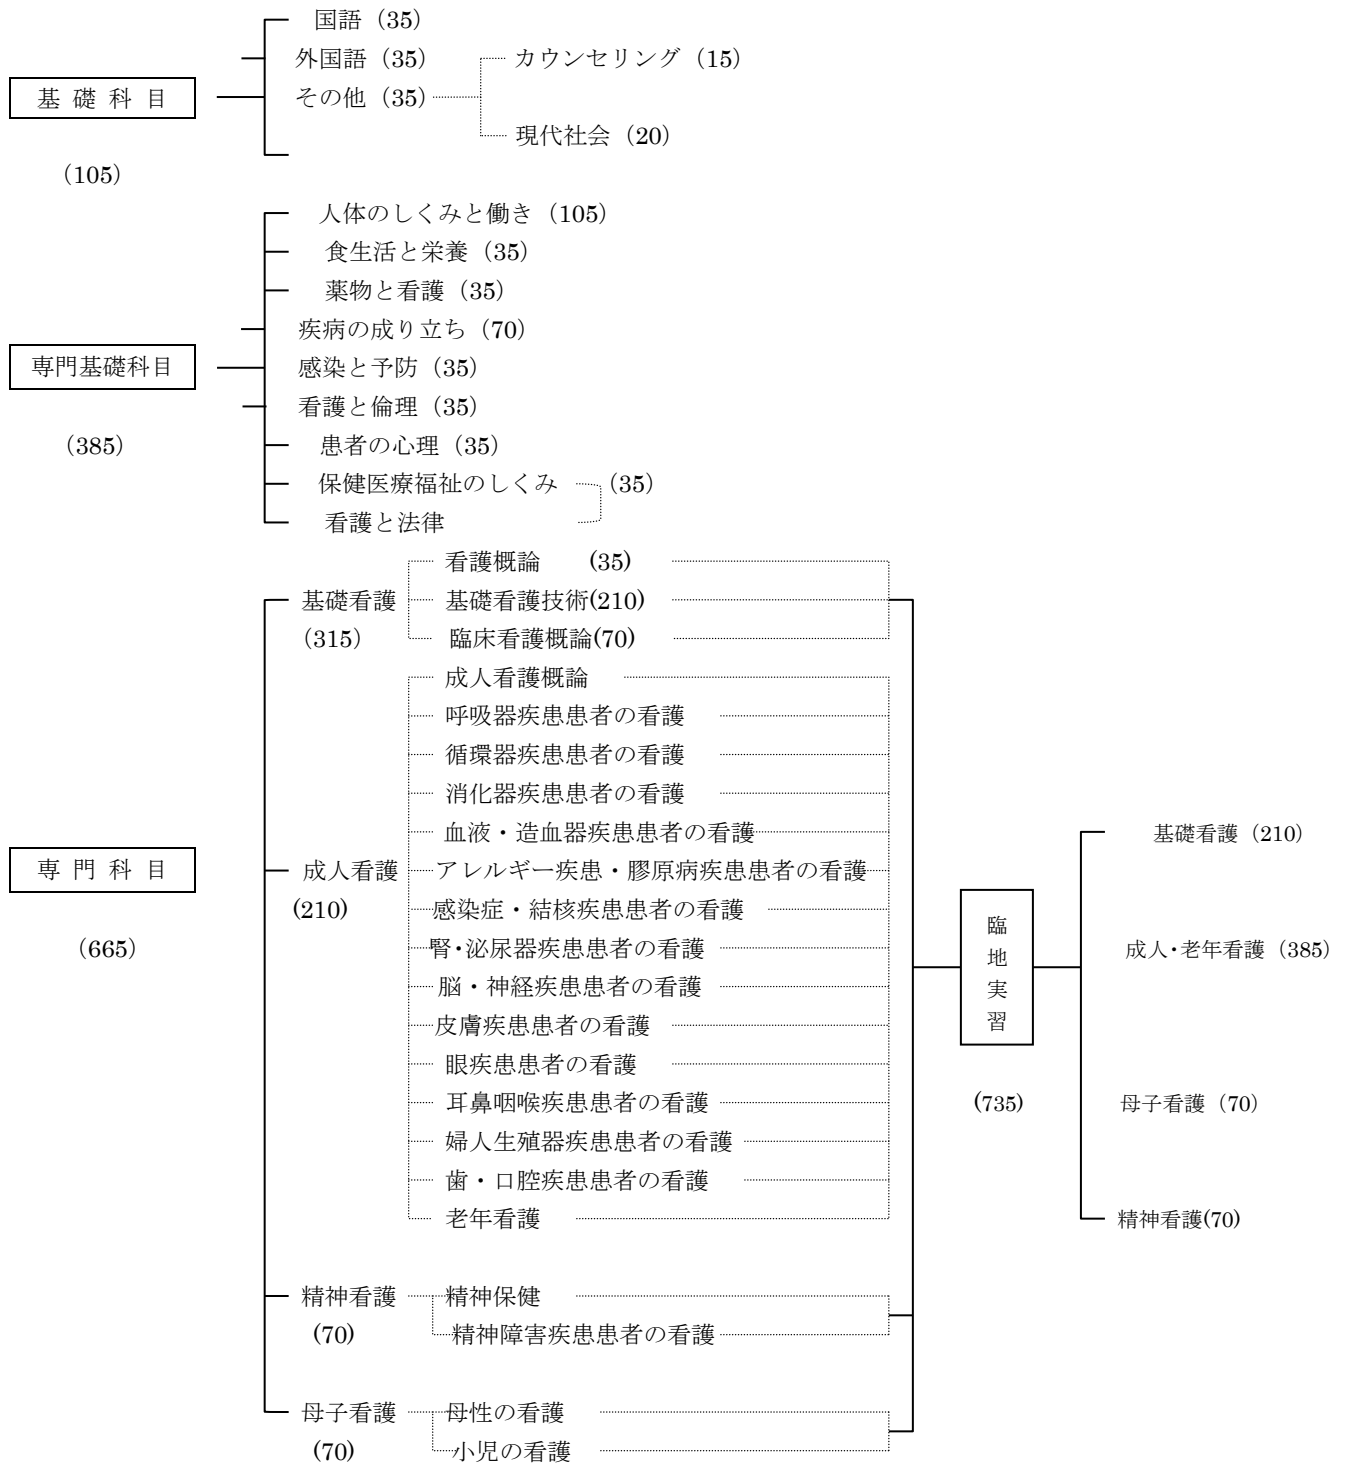 国語（35）
外国語（35）
カウンセリング（15）
基 礎 科 目
その他（35）
現代社会（20）
（105）
人体のしくみと働き（105）
食生活と栄養（35）
薬物と看護（35）
疾病の成り立ち（70）
専門基礎科目
感染と予防（35）
看護と倫理（35）
（385）
患者の心理（35）
保健医療福祉のしくみ
（35）
看護と法律
看護概論 (35)
基礎看護
基礎看護技術(210)
（315）
臨床看護概論(70)
成人看護概論
呼吸器疾患患者の看護
循環器疾患患者の看護
消化器疾患患者の看護
血液・造血器疾患患者の看護
専 門 科 目
成人看護
アレルギー疾患・膠原病疾患患者の看護
(210)
感染症・結核疾患患者の看護
（665）
腎・泌尿器疾患患者の看護
脳・神経疾患患者の看護
皮膚疾患患者の看護
眼疾患患者の看護
耳鼻咽喉疾患患者の看護
婦人生殖器疾患患者の看護
歯・口腔疾患患者の看護
老年看護
精神看護
精神保健
(70)
精神障害疾患患者の看護
母子看護
母性の看護
(70)
小児の看護
臨地実習
(735)
基礎看護（210）
成人・老年看護（385）
母子看護（70）
精神看護(70)